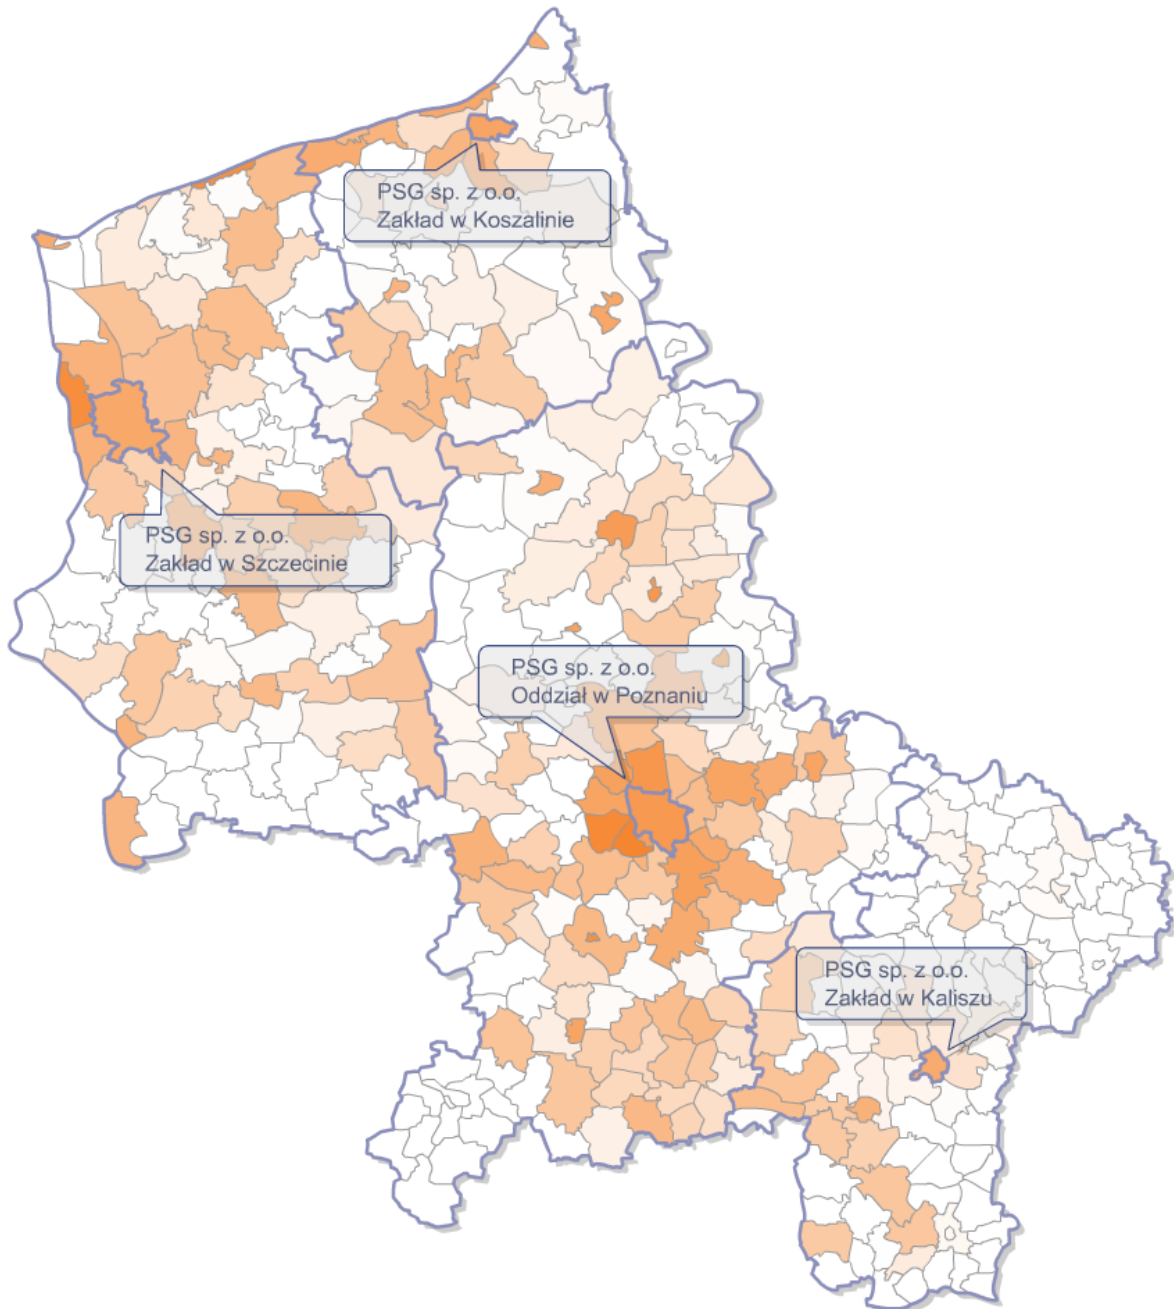 PSG sp. z o.o.
Zakład w Koszalinie
PSG sp. z o.o.
Zakład w Szczecinie
PSG sp. z o.o.
Oddział w Poznaniu
PSG sp. z o.o.
Zakład w Kaliszu